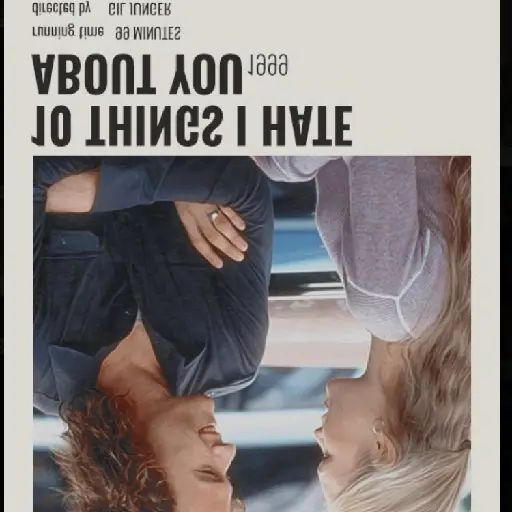 10 THINGS I HATE
ABOUT YOU 1999
running time 99 MINUTES
directed by GIL JUNGER